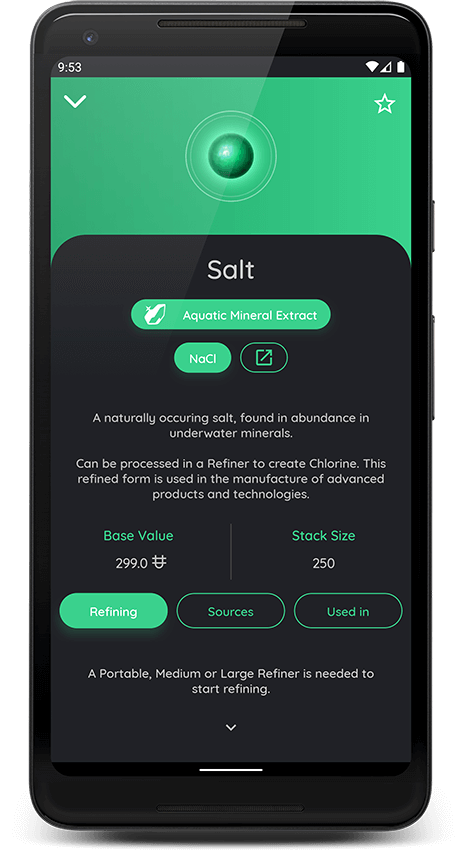 9:53
Salt
Aquatic Mineral Extract
NaCl
A naturally occuring salt, found in abundance in
underwater minerals.
Can be processed in a Refiner to create Chlorine. This
refined form is used in the manufacture of advanced
products and technologies.
Base Value
Stack Size
299.0
250
Refining
Sources
Used in
A Portable, Medium or Large Refiner is needed to
start refining.